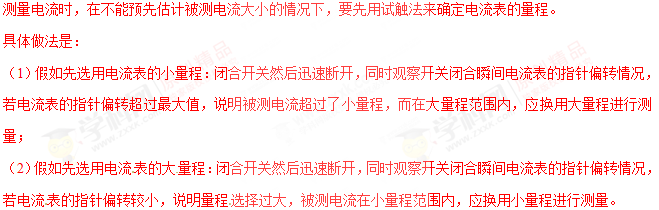 测量电流时，在不能预先估计被测电流大小的情况下，要先用试触法来确定电流表的量程。
具体做法是：
（1）假如先选用电流表的小量程：闭合开关然后迅速断开，同时观察开关闭合瞬间电流表的指针偏转情况，
若电流表的指针偏转超过最大值，说明被测电流超过了小量程，而在大量程范围内，应换用大量程进行测
量；
（2）假如先选用电流表的大量程：闭合开关然后迅速断开，同时观察开关闭合瞬间电流表的指针偏转情况，
若电流表的指针偏转较小，说明量程选择过大，被测电流在小量程范围内，应换用小量程进行测量。